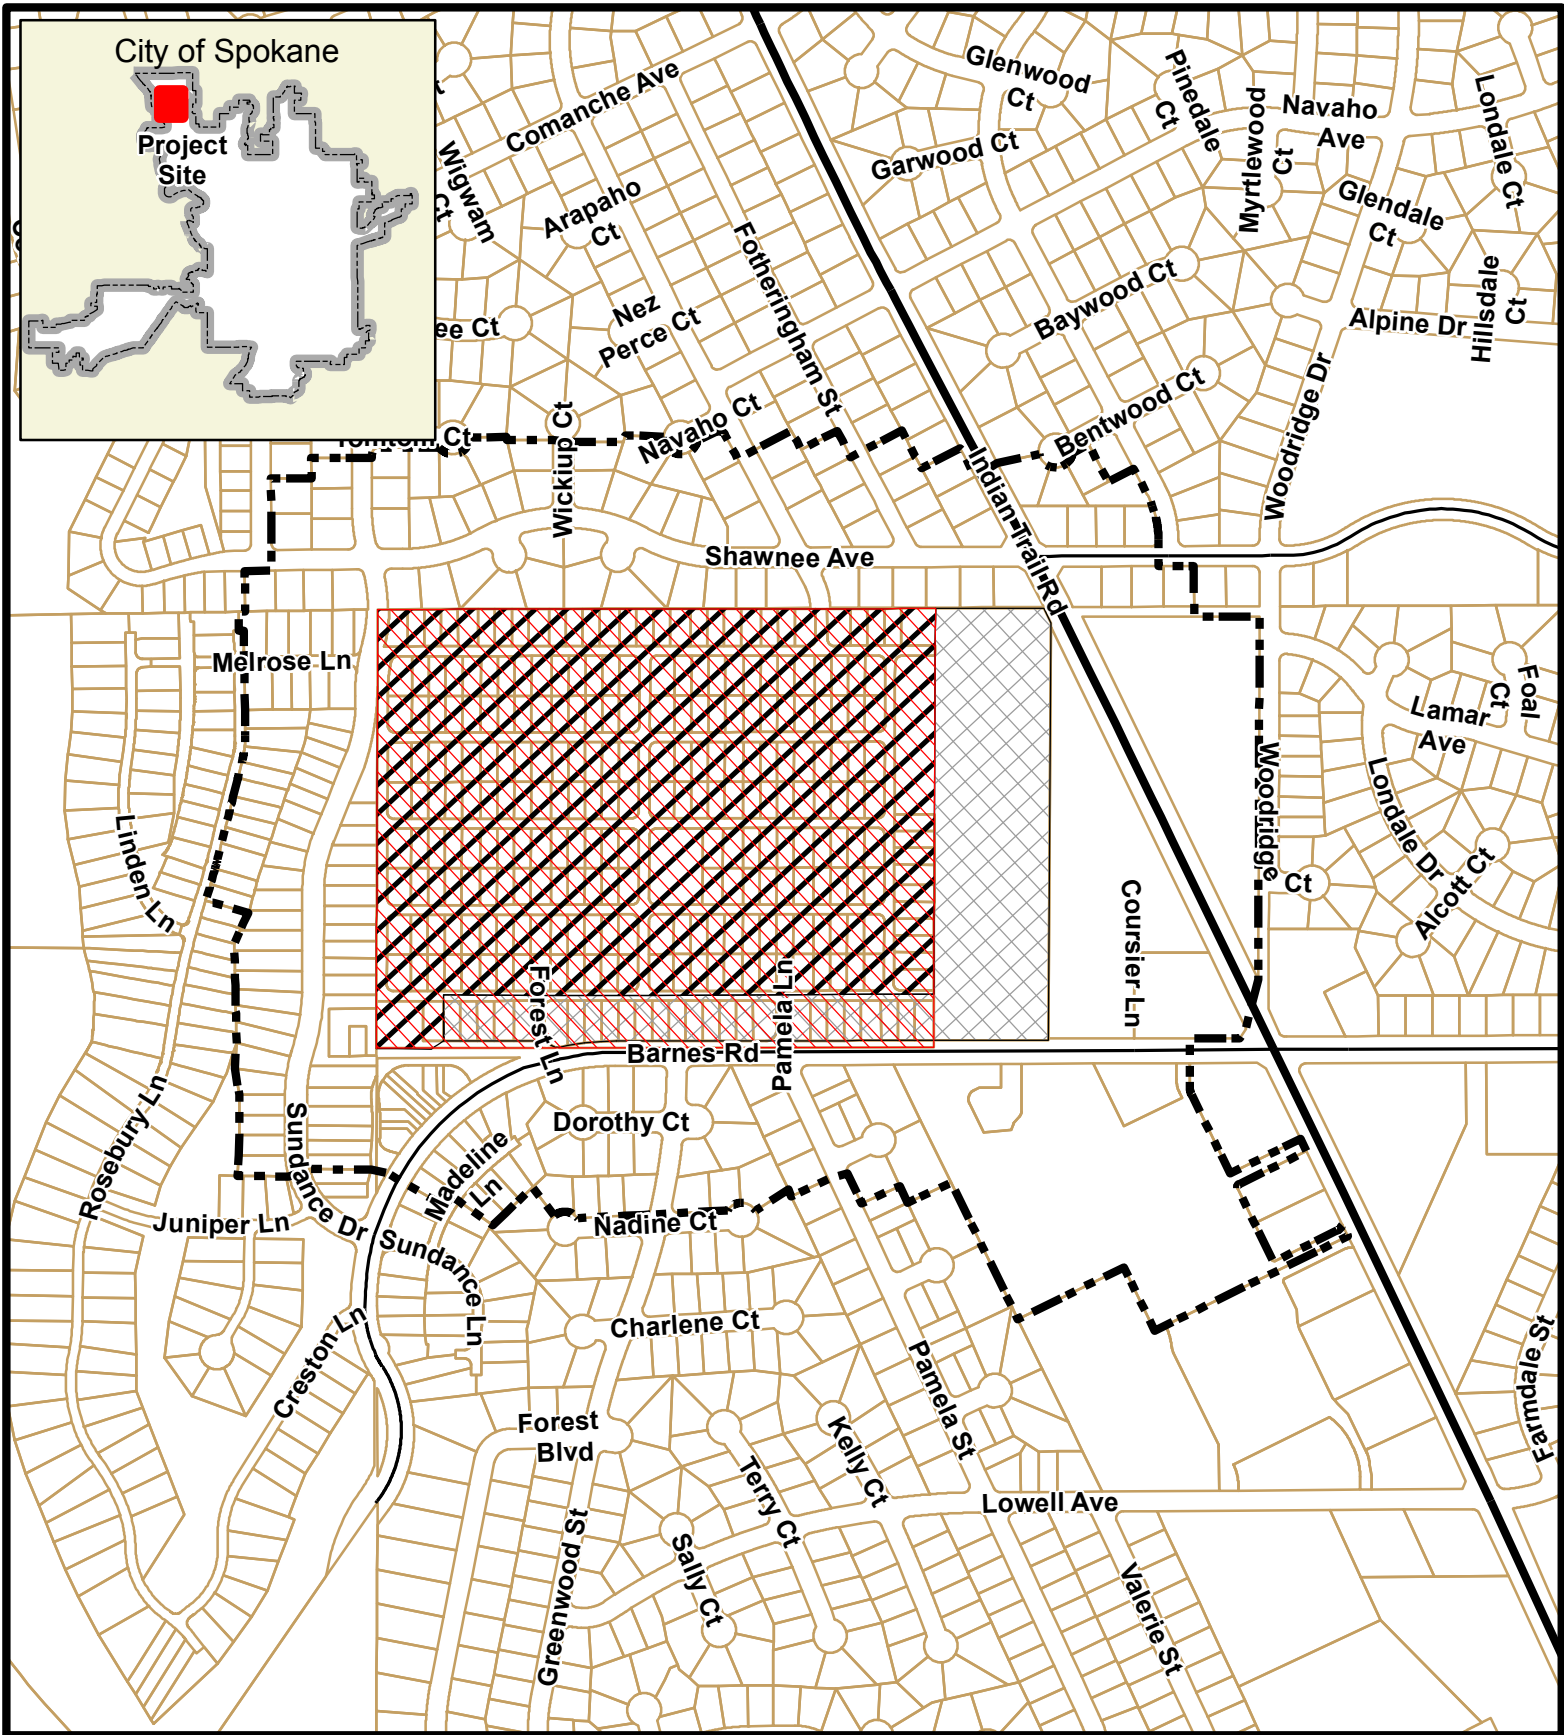 City of Spokane
Project
Site
Comanche Ave
Wigwam
Ct
Arapaho
Ct
Fotheringham St
Nez
Perce Ct
ee Ct
Glenwood
Ct
Pinedale
Ct
Garwood Ct
Myrtlewood
Ct
Navaho
Ave
Londale Ct
Glendale
Ct
Hillsdale
Ct
Baywood Ct
Alpine Dr
Bentwood Ct
Woodridge Dr
Navaho Ct
Wickiup Ct
Tomtom Ct
Indian Trail Rd
Shawnee Ave
Melrose Ln
Linden Ln
Lamar
Ave
Foal
Ct
Woodridge
Ct
Londale Dr
Alcott Ct
Coursier Ln
Forest Ln
Pamela Ln
Barnes Rd
Rosebury Ln
Sundance Dr
Dorothy Ct
Madeline
Ln
Juniper Ln
Nadine Ct
Sundance Ln
Creston Ln
Charlene Ct
Pamela St
Farmdale St
Forest
Blvd
Kelly Ct
Terry Ct
Lowell Ave
Greenwood St
Sally Ct
Valerie St